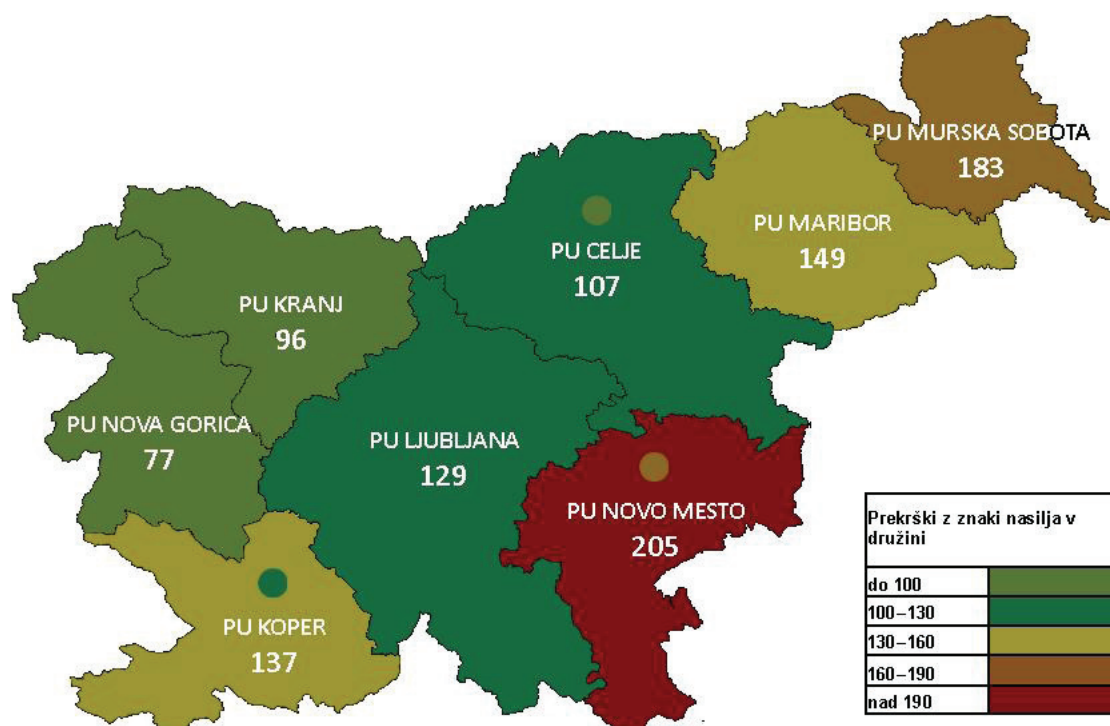 PU MURSKA SOBOTA
183
PU MARIBOR
149
PU CELJE
107
PU KRANJ
96
PU NOVA GORICA
77
PU LJUBLJANA
129
PU NOVO MESTO
205
PU KOPER
137
Prekrški z znaki nasilja v
družini
do 100
100–130
130–160
160–190
nad 190